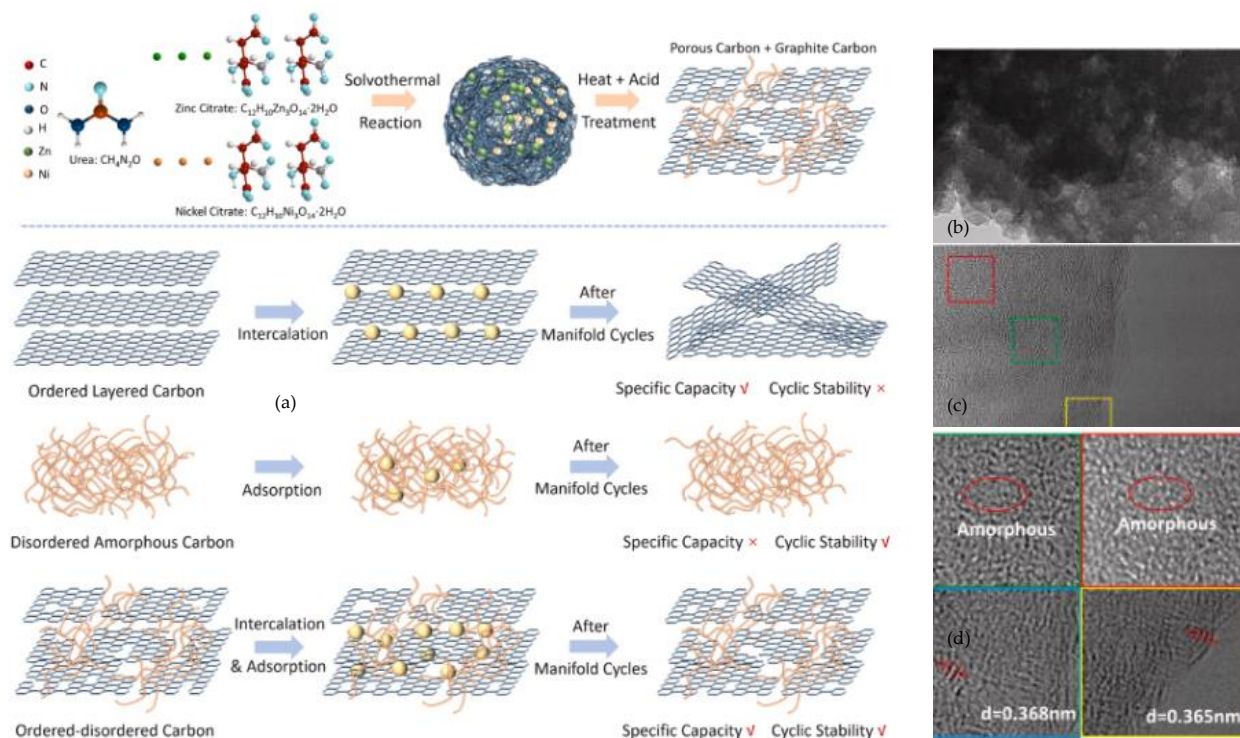 C
N
O
H
Zn
Ni
Urea: CH₄N₂O
Zinc Citrate: C₁₂H₁₀Zn₃O₁₄·2H₂O
Nickel Citrate: C₁₂H₁₀Ni₃O₁₄·2H₂O
Solvothermal
Reaction
Heat + Acid
Treatment
Porous Carbon + Graphite Carbon
Intercalation
After
Manifold Cycles
Ordered Layered Carbon
Specific Capacity √ Cyclic Stability ×
(a)
Adsorption
After
Manifold Cycles
Disordered Amorphous Carbon
Specific Capacity × Cyclic Stability √
Intercalation
& Adsorption
After
Manifold Cycles
Ordered-disordered Carbon
Specific Capacity √ Cyclic Stability √
(b)
(c)
Amorphous
Amorphous
(d)
d=0.368nm
d=0.365nm